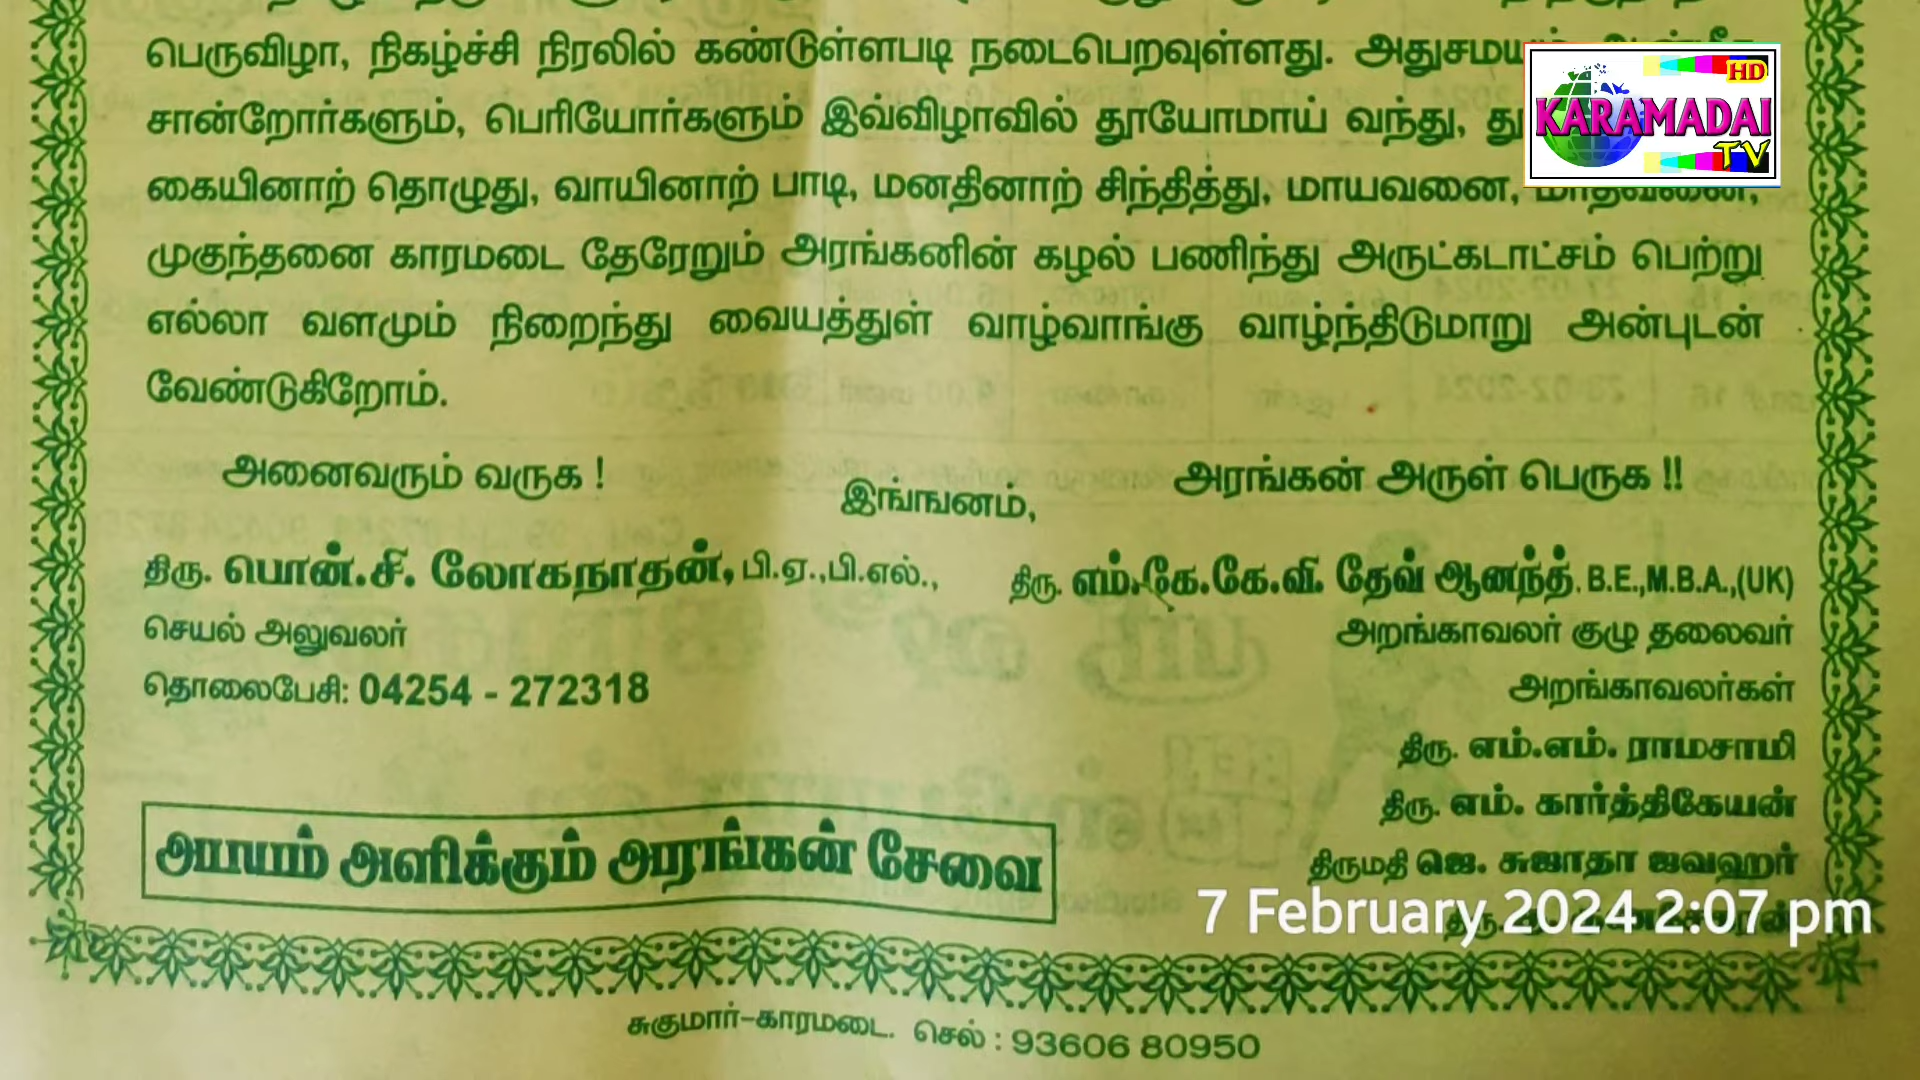 பெருவிழா, நிகழ்ச்சி நிரலில் கண்டுள்ளபடி நடைபெறவுள்ளது.
சான்றோர்களும், பெரியோர்களும் இவ்விழாவில் தூயோமாய் வந்து,
கையினாற் தொழுது, வாயினாற் பாடி, மனதினாற் சிந்தித்து, மாயவனை, மாதவனை,
முகுந்தனை காரமடை தேரேறும் அரங்கனின் கழல் பணிந்து அருட்கடாட்சம் பெற்று
எல்லா வளமும் நிறைந்து வையத்துள் வாழ்வாங்கு வாழ்ந்திடுமாறு அன்புடன்
வேண்டுகிறோம்.
அனைவரும் வருக !
அரங்கன் அருள் பெருக !!
இங்ஙனம்,
திரு. பொன்.சி. லோகநாதன், பி.ஏ.,பி.எல்.,
செயல் அலுவலர்
தொலைபேசி: 04254 - 272318
திரு. எம்.கே.கே.வி. தேவ் ஆனந்த். B.E.,M.B.A.,(UK)
அறங்காவலர் குழு தலைவர்
அறங்காவலர்கள்
திரு. எம்.எம். ராமசாமி
திரு. எம். கார்த்திகேயன்
திருமதி ஜெ. சுஜாதா ஜவஹர்
அபயம் அளிக்கும் அரங்கன் சேவை
சுகுமார்-காரமடை. செல் : 93606 80950
HD
KARAMADAI
TV
7 February 2024 2:07 pm